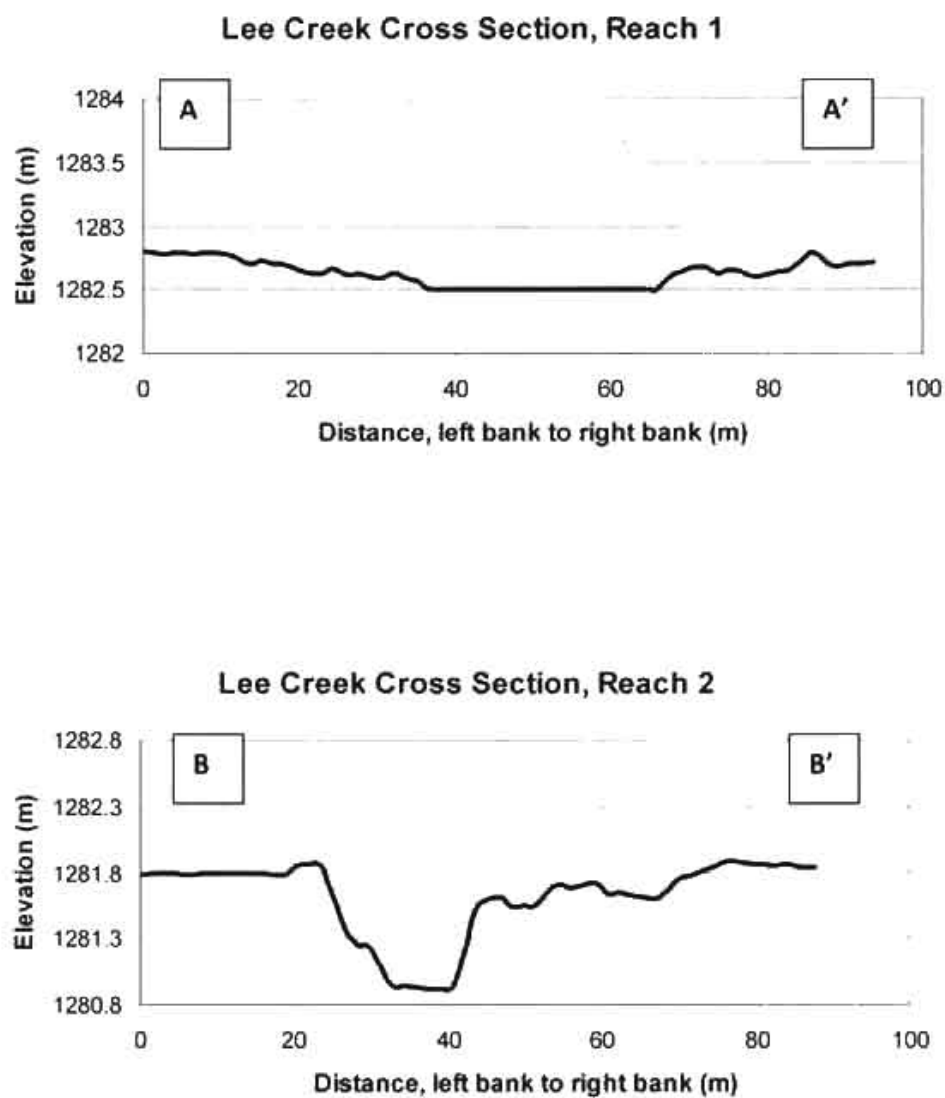 Lee Creek Cross Section, Reach 1
A
A'
1284
1283.5
1283
1282.5
1282
Elevation (m)
0 20 40 60 80 100
Distance, left bank to right bank (m)
Lee Creek Cross Section, Reach 2
B
B'
1282.8
1282.3
1281.8
1281.3
1280.8
Elevation (m)
0 20 40 60 80 100
Distance, left bank to right bank (m)